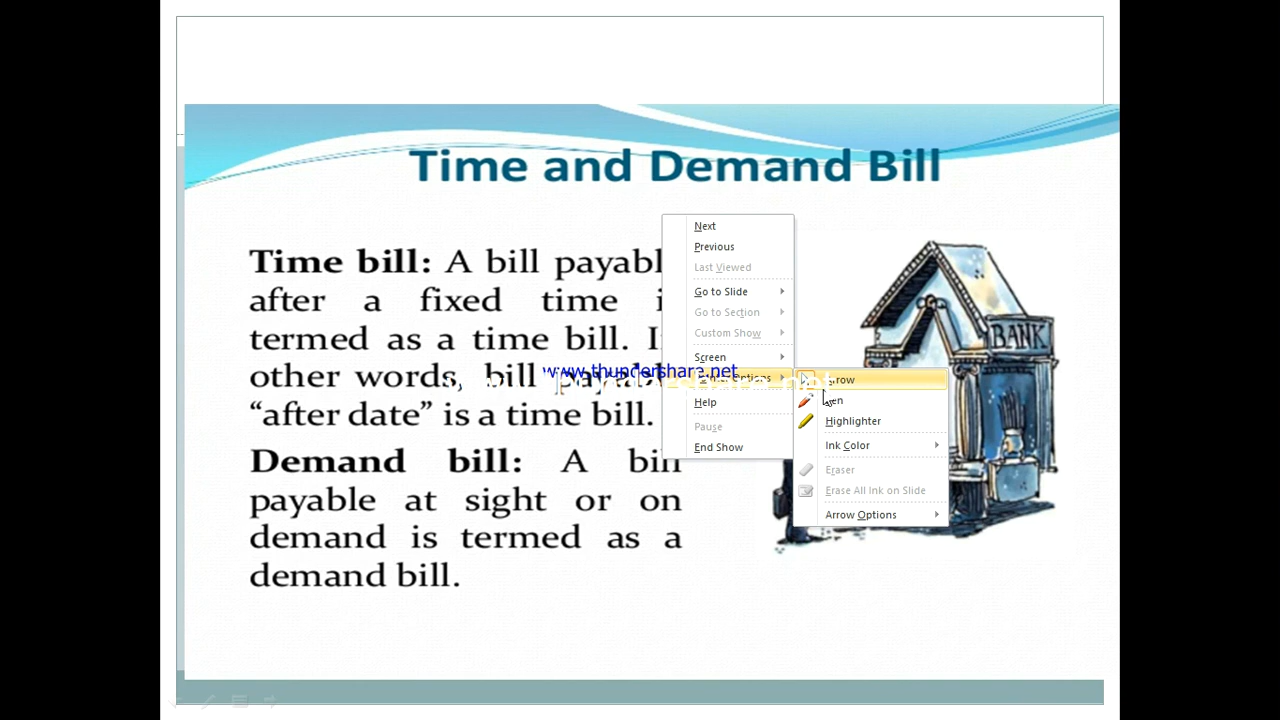 Time and Demand Bill
Time bill: A bill payabl
after a fixed time i
termed as a time bill. I
other words, bill
“after date” is a time bill.
Demand bill: A bill
payable at sight or on
demand is termed as a
demand bill.
www.thundershare.net
BANK
Next
Previous
Last Viewed
Go to Slide
Go to Section
Custom Show
Screen
Options
Help
Pause
End Show
Highlighter
Ink Color
Eraser
Erase All Ink on Slide
Arrow Options